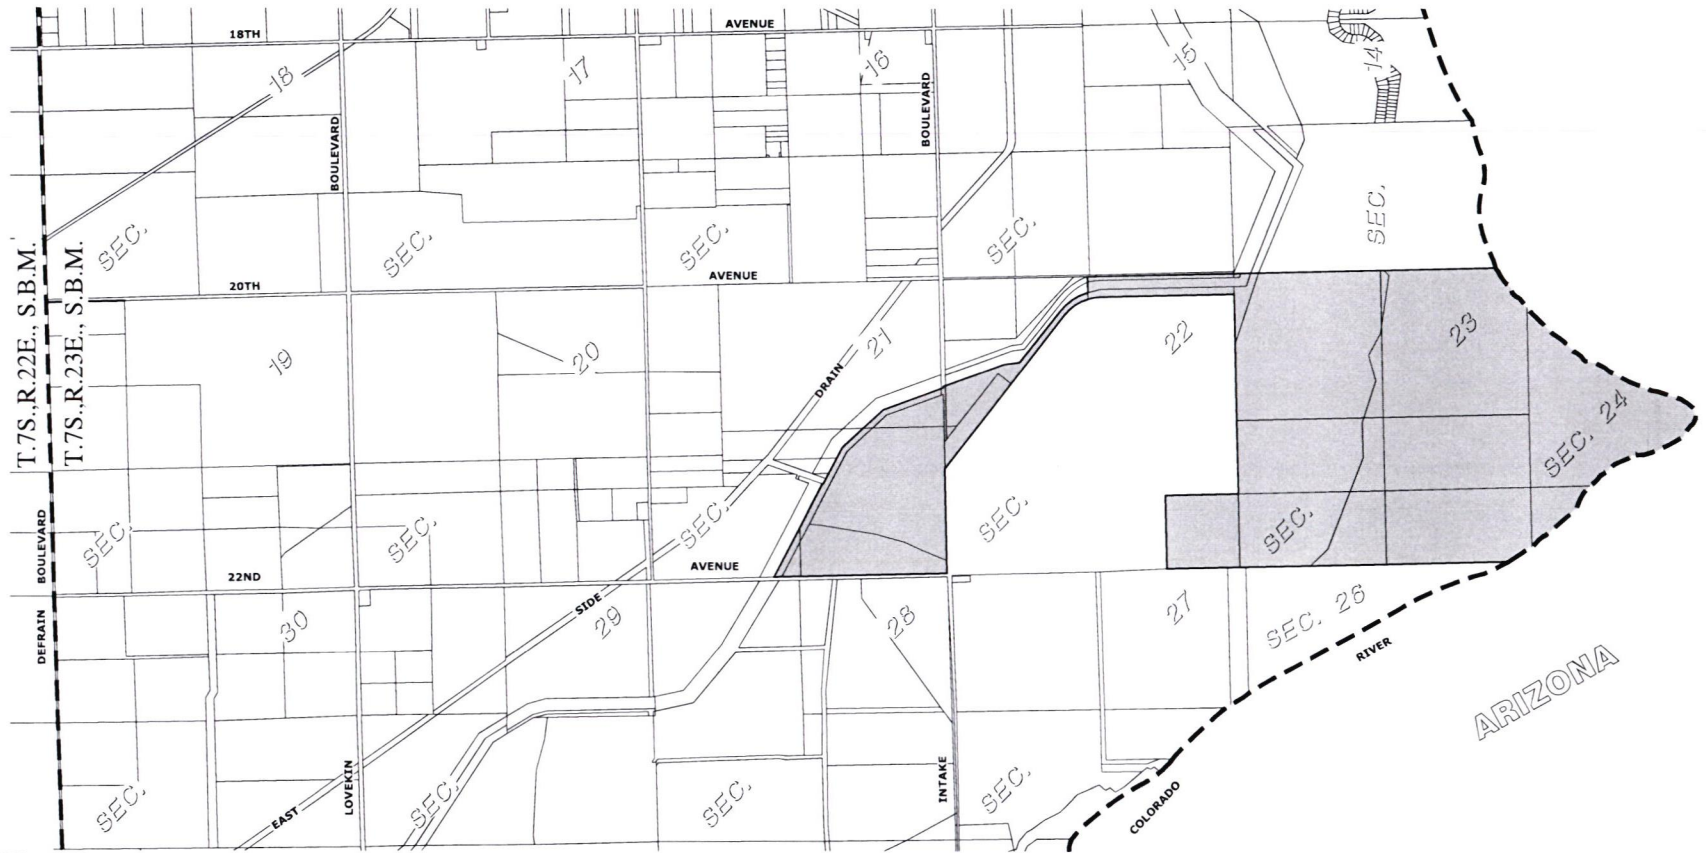 AVENUE
18TH
18
17
16
15
14
BOULEVARD
BOULEVARD
SEC.
SEC.
SEC.
SEC.
SEC.
T.7S.,R.22E., S.B.M.
T.7S.,R.23E., S.B.M.
20TH
AVENUE
19
20
21
22
23
DRAIN
SEC. 24
SEC.
SEC.
SEC.
SEC.
SEC.
BOULEVARD
22ND
AVENUE
DEFRAIN
30
SIDE
29
28
27
SEC. 26
RIVER
ARIZONA
SEC.
EAST
LOVEKIN
SEC.
SEC.
INTAKE
SEC.
COLORADO